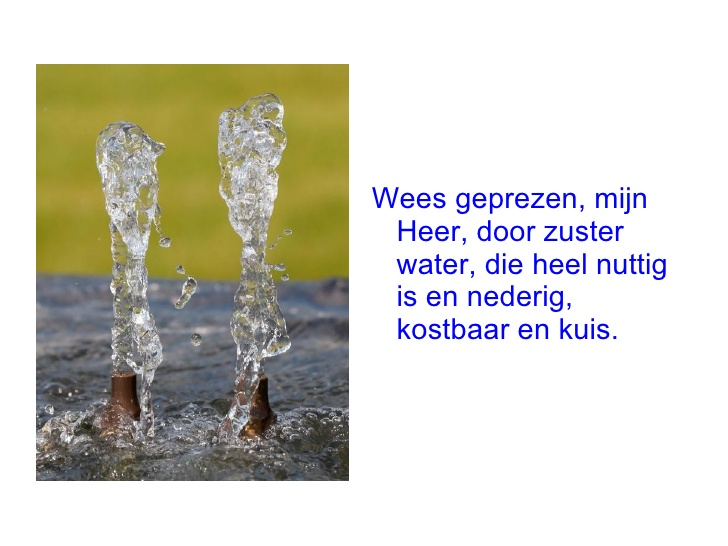 Wees geprezen, mijn
Heer, door zuster
water, die heel nuttig
is en nederig,
kostbaar en kuis.